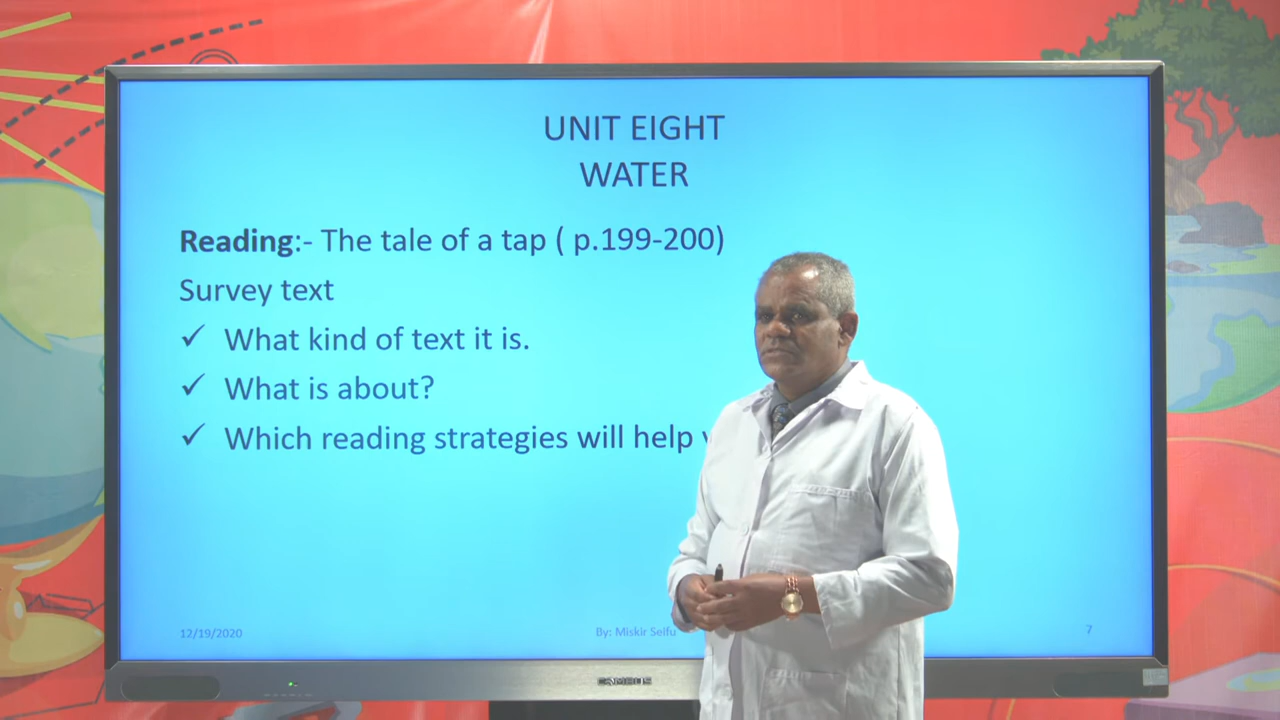 UNIT EIGHT
WATER
Reading:- The tale of a tap ( p.199-200)
Survey text
✓ What kind of text it is.
✓ What is about?
✓ Which reading strategies will help
12/19/2020
By: Miskir Seifu
7